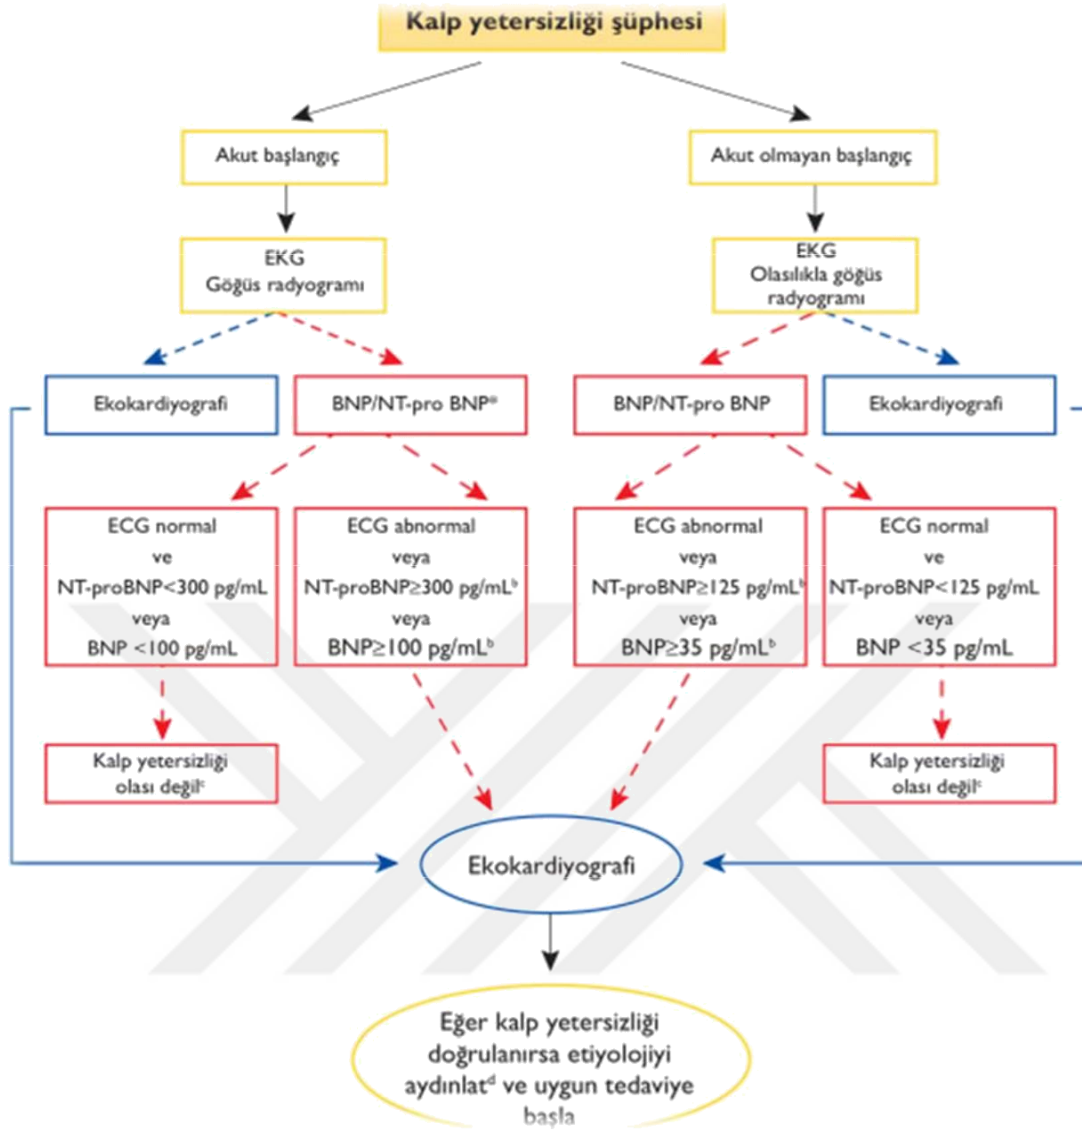 Kalp yetersizliği şüphesi
Akut başlangıç
Akut olmayan başlangıç
EKG
Göğüs radyogramı
EKG
Olasılıkla göğüs
radyogramı
Ekokardiyografi
BNP/NT-pro BNP*
BNP/NT-pro BNP
Ekokardiyografi
ECG normal
ve
NT-proBNP<300 pg/mL
veya
BNP <100 pg/mL
ECG abnormal
veya
NT-proBNP≥300 pg/mLᵇ
veya
BNP≥100 pg/mLᵇ
ECG abnormal
veya
NT-proBNP≥125 pg/mLᵇ
veya
BNP≥35 pg/mLᵇ
ECG normal
ve
NT-proBNP<125 pg/mL
veya
BNP <35 pg/mL
Kalp yetersizliği
olası değilᶜ
Kalp yetersizliği
olası değilᶜ
Ekokardiyografi
Eğer kalp yetersizliği
doğrulanırsa etiyolojiyi
aydınlatᵈ ve uygun tedaviye
başla